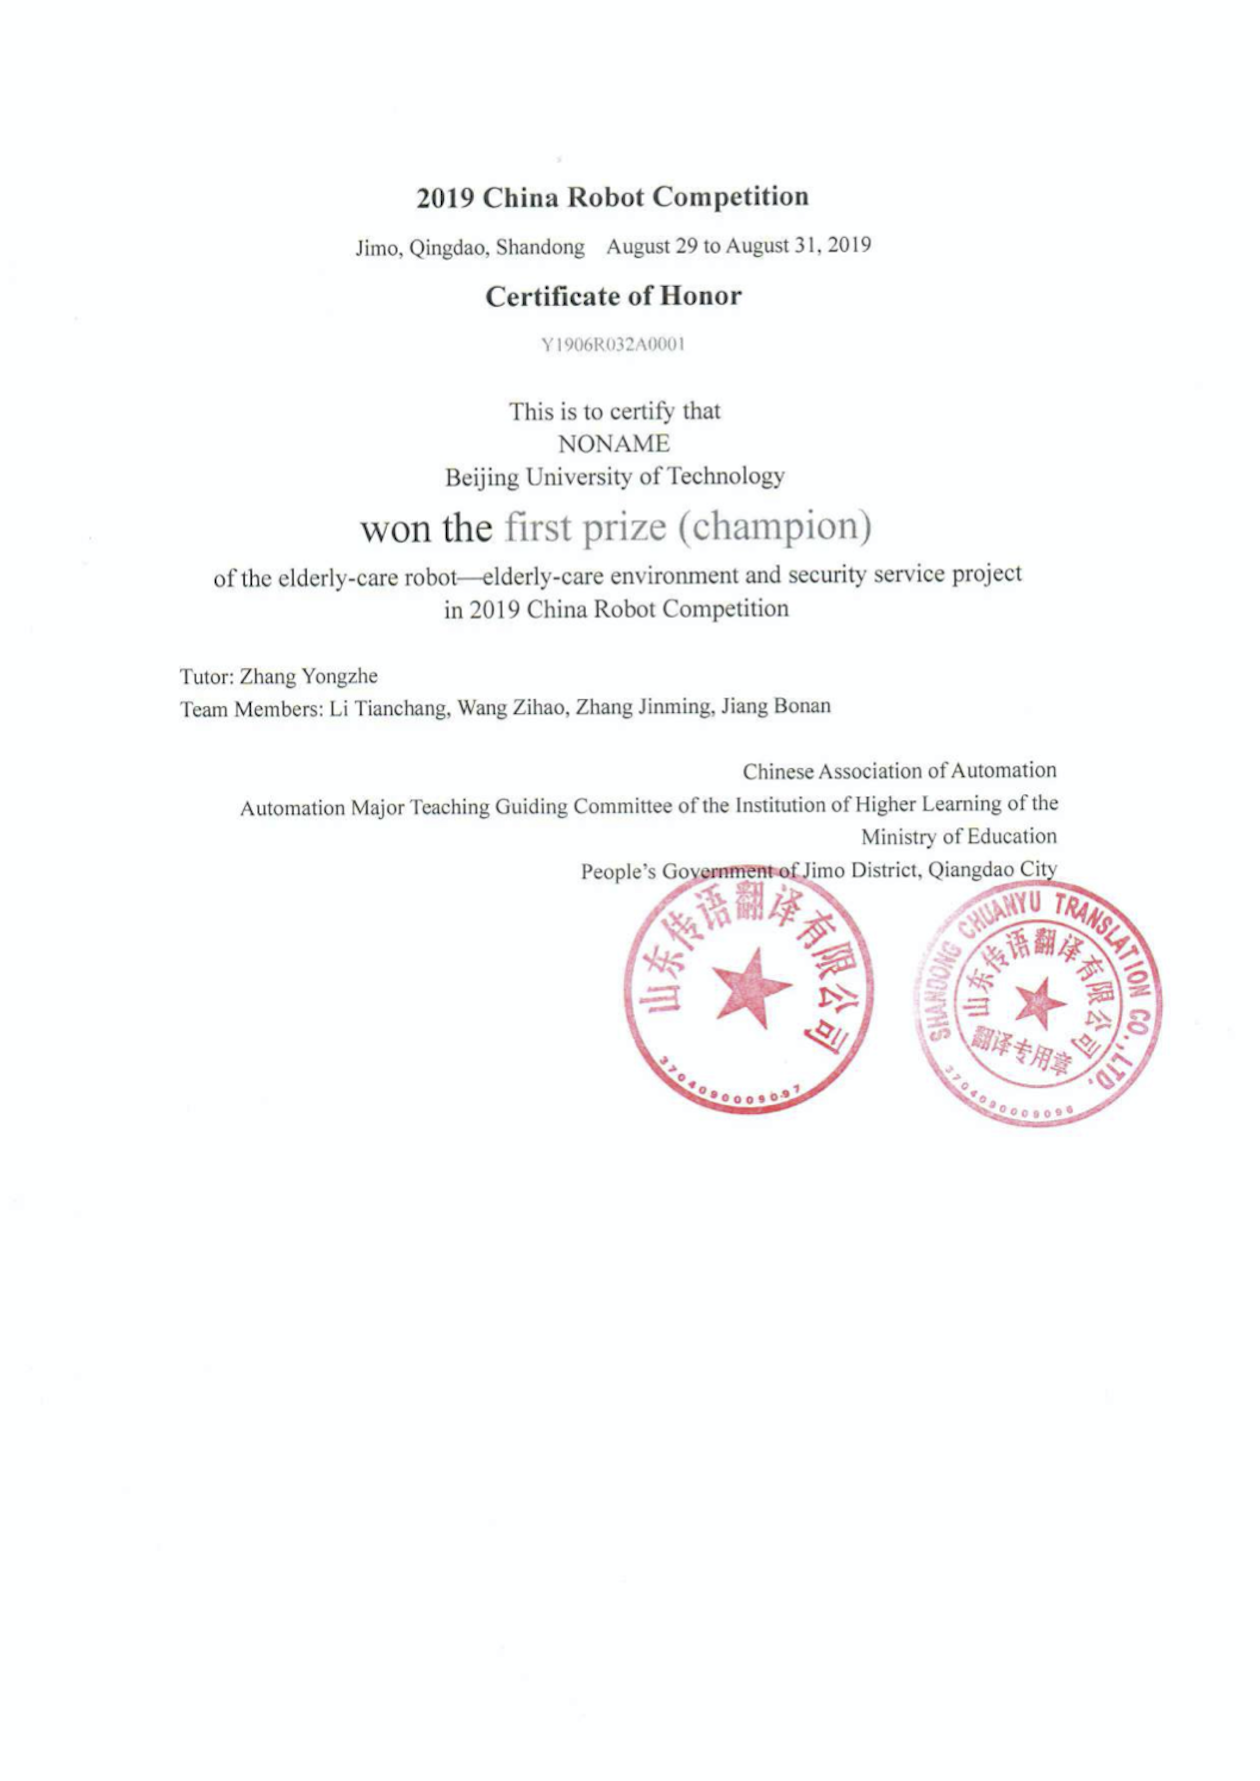 2019 China Robot Competition
Jimo, Qingdao, Shandong August 29 to August 31, 2019
Certificate of Honor
Y1906R032A0001
This is to certify that
NONAME
Beijing University of Technology
won the first prize (champion)
of the elderly-care robot—elderly-care environment and security service project
in 2019 China Robot Competition
Tutor: Zhang Yongzhe
Team Members: Li Tianchang, Wang Zihao, Zhang Jinming, Jiang Bonan
Chinese Association of Automation
Automation Major Teaching Guiding Committee of the Institution of Higher Learning of the
Ministry of Education
People's Government of Jimo District, Qiangdao City
山东传语翻译有限公司
SHANDONG CHUANYU TRANSLATION CO.,LTD.
山东传语翻译有限公司
翻译专用章